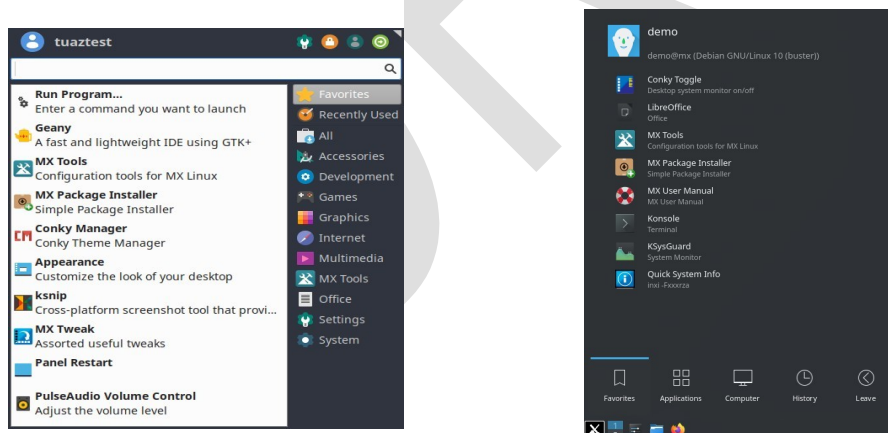 tuaztest
Run Program...
Enter a command you want to launch
Geany
A fast and lightweight IDE using GTK+
MX Tools
Configuration tools for MX Linux
MX Package Installer
Simple Package Installer
Conky Manager
Conky Theme Manager
Appearance
Customize the look of your desktop
ksnip
Cross-platform screenshot tool that provi...
MX Tweak
Assorted useful tweaks
Panel Restart
PulseAudio Volume Control
Adjust the volume level
Favorites
Recently Used
All
Accessories
Development
Games
Graphics
Internet
Multimedia
MX Tools
Office
Settings
System
demo
demo@mx (Debian GNU/Linux 10 (buster))
Conky Toggle
Desktop system monitor on/off
LibreOffice
Office
MX Tools
Configuration tools for MX Linux
MX Package Installer
Simple Package Installer
MX User Manual
MX User Manual
Konsole
Terminal
KSysGuard
System Monitor
Quick System Info
inxi -Fxxxrza
Favorites
Applications
Computer
History
Leave